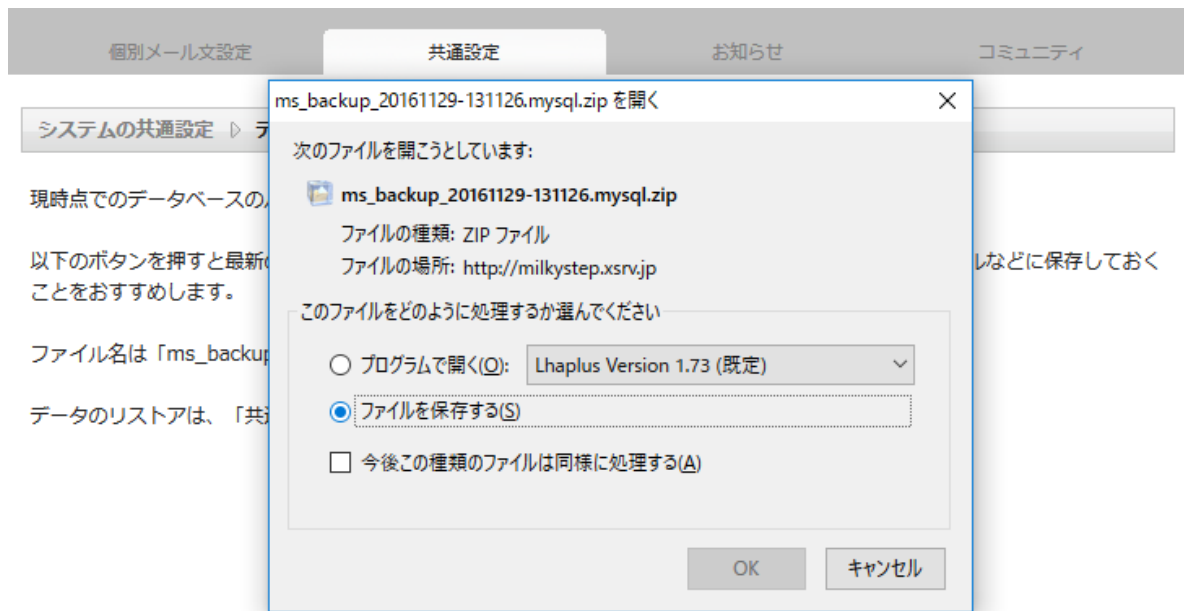 個別メール文設定 共通設定 お知らせ コミュニティ
ms_backup_20161129-131126.mysql.zip を開く
システムの共通設定 ▷ デ
次のファイルを開こうとしています:
ms_backup_20161129-131126.mysql.zip
現時点でのデータベースの
ファイルの種類: ZIP ファイル
ファイルの場所: http://milkystep.xsrv.jp
以下のボタンを押すと最新の
ルなどに保存しておく
ことをおすすめします。
このファイルをどのように処理するか選んでください
ファイル名は「ms_backup
プログラムで開く(O): Lhaplus Version 1.73 (既定)
データのリストアは、「共通
ファイルを保存する(S)
今後この種類のファイルは同様に処理する(A)
OK キャンセル